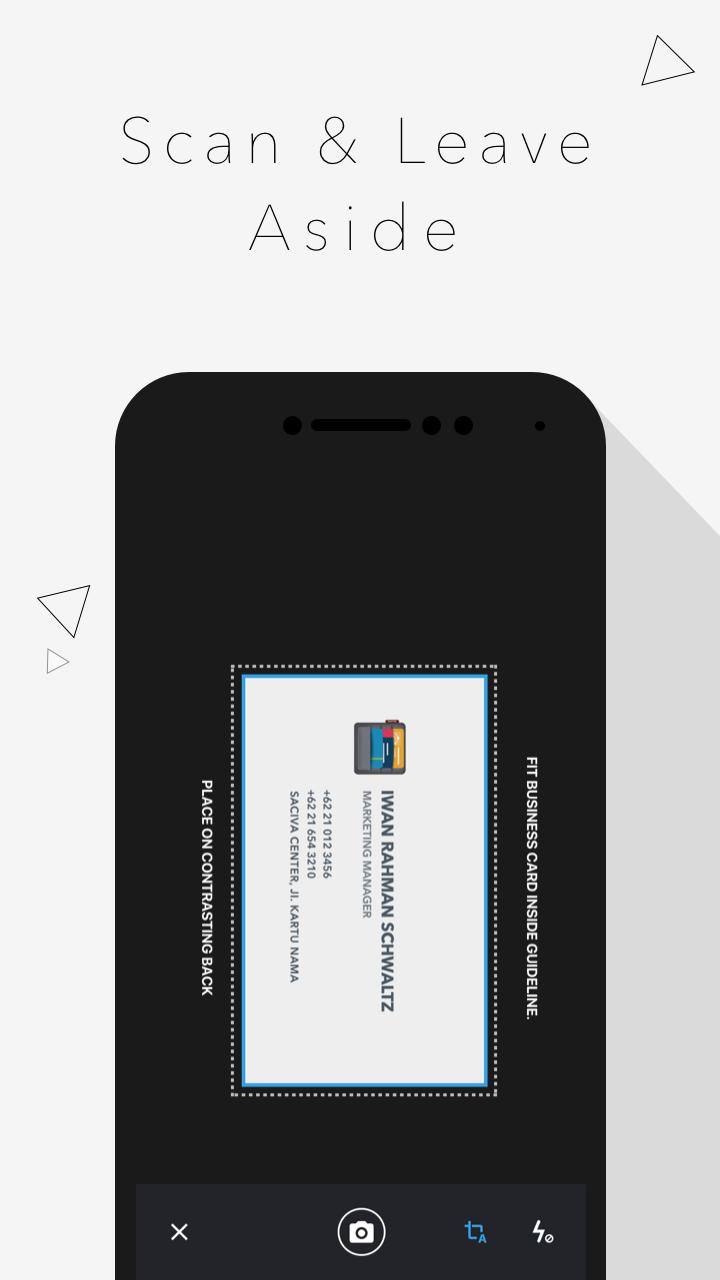 Scan & Leave
Aside
FIT BUSINESS CARD INSIDE GUIDELINE.
IWAN RAHMAN SCHWALTZ
MARKETING MANAGER
+62 21 012 3456
+62 21 654 3210
SACIVA CENTER, Jl. KARTU NAMA
PLACE ON CONTRASTING BACK
A